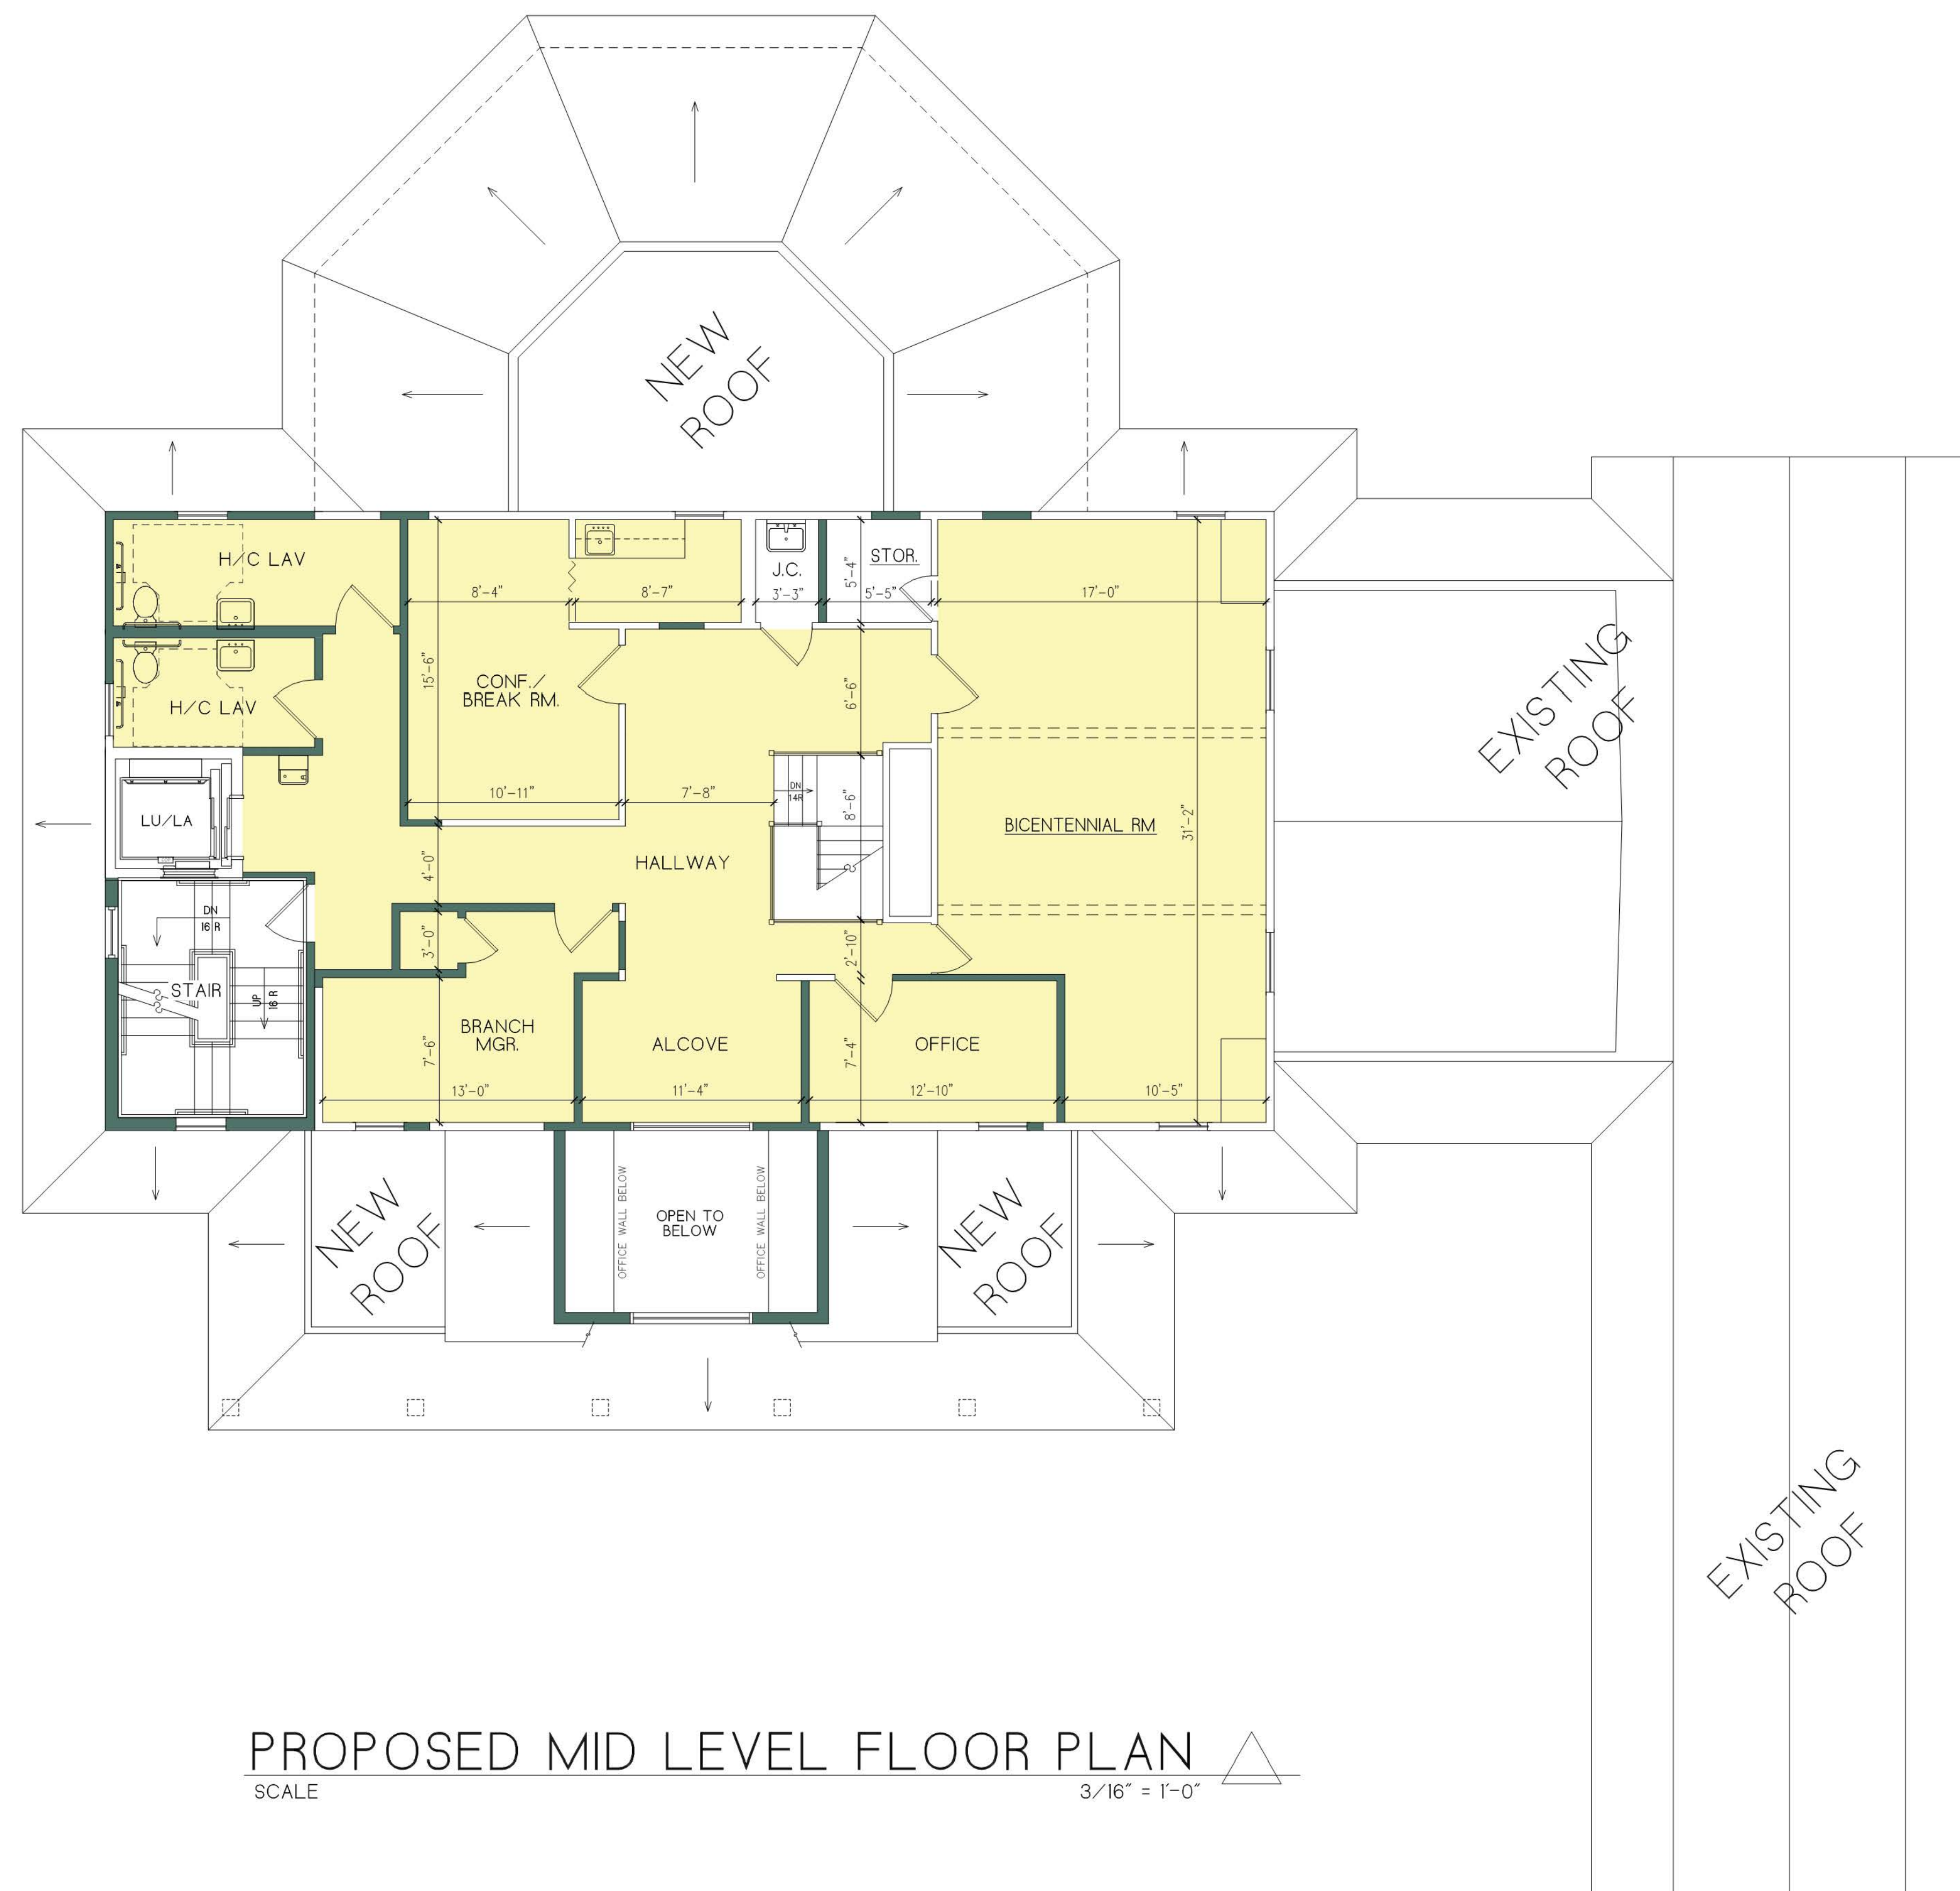 NEW
ROOF
H/C LAV
J.C.
STOR.
5'-4"
8'-4"
8'-7"
3'-3"
5'-5"
17'-0"
H/C LAV
15'-6"
CONF./
BREAK RM.
6'-6"
EXISTING
ROOF
10'-11"
7'-8"
DN
14R
8'-6"
LU/LA
BICENTENNIAL RM
31'-2"
HALLWAY
4'-0"
DN
16 R
3'-0"
2'-10"
STAIR
UP
16 R
BRANCH
MGR.
7'-6"
ALCOVE
7'-4"
OFFICE
13'-0"
11'-4"
12'-10"
10'-5"
NEW
ROOF
OFFICE WALL BELOW
OPEN TO
BELOW
OFFICE WALL BELOW
NEW
ROOF
EXISTING
ROOF
PROPOSED MID LEVEL FLOOR PLAN
SCALE
3/16" = 1'-0"